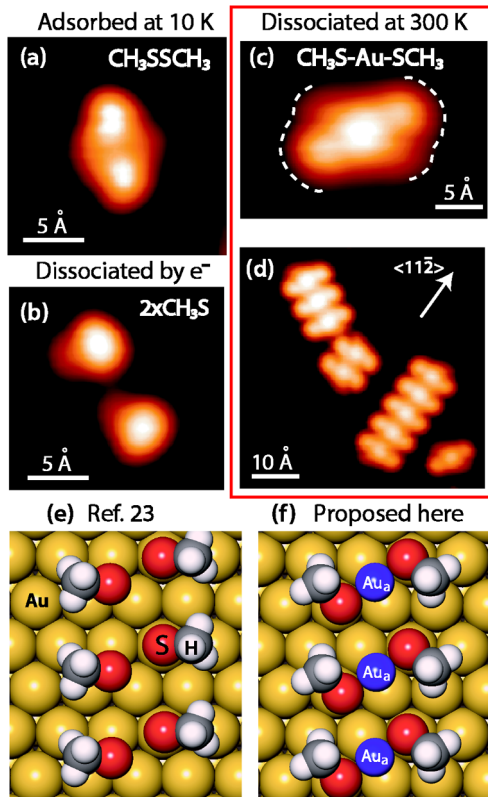 Adsorbed at 10 K
Dissociated at 300 K
(a)
CH₃SSCH₃
5 Å
(c)
CH₃S-Au-SCH₃
5 Å
Dissociated by e⁻
(b)
2xCH₃S
5 Å
(d)
<112̄>
10 Å
(e) Ref. 23
(f) Proposed here
Au
S
H
Auₐ
Auₐ
Auₐ